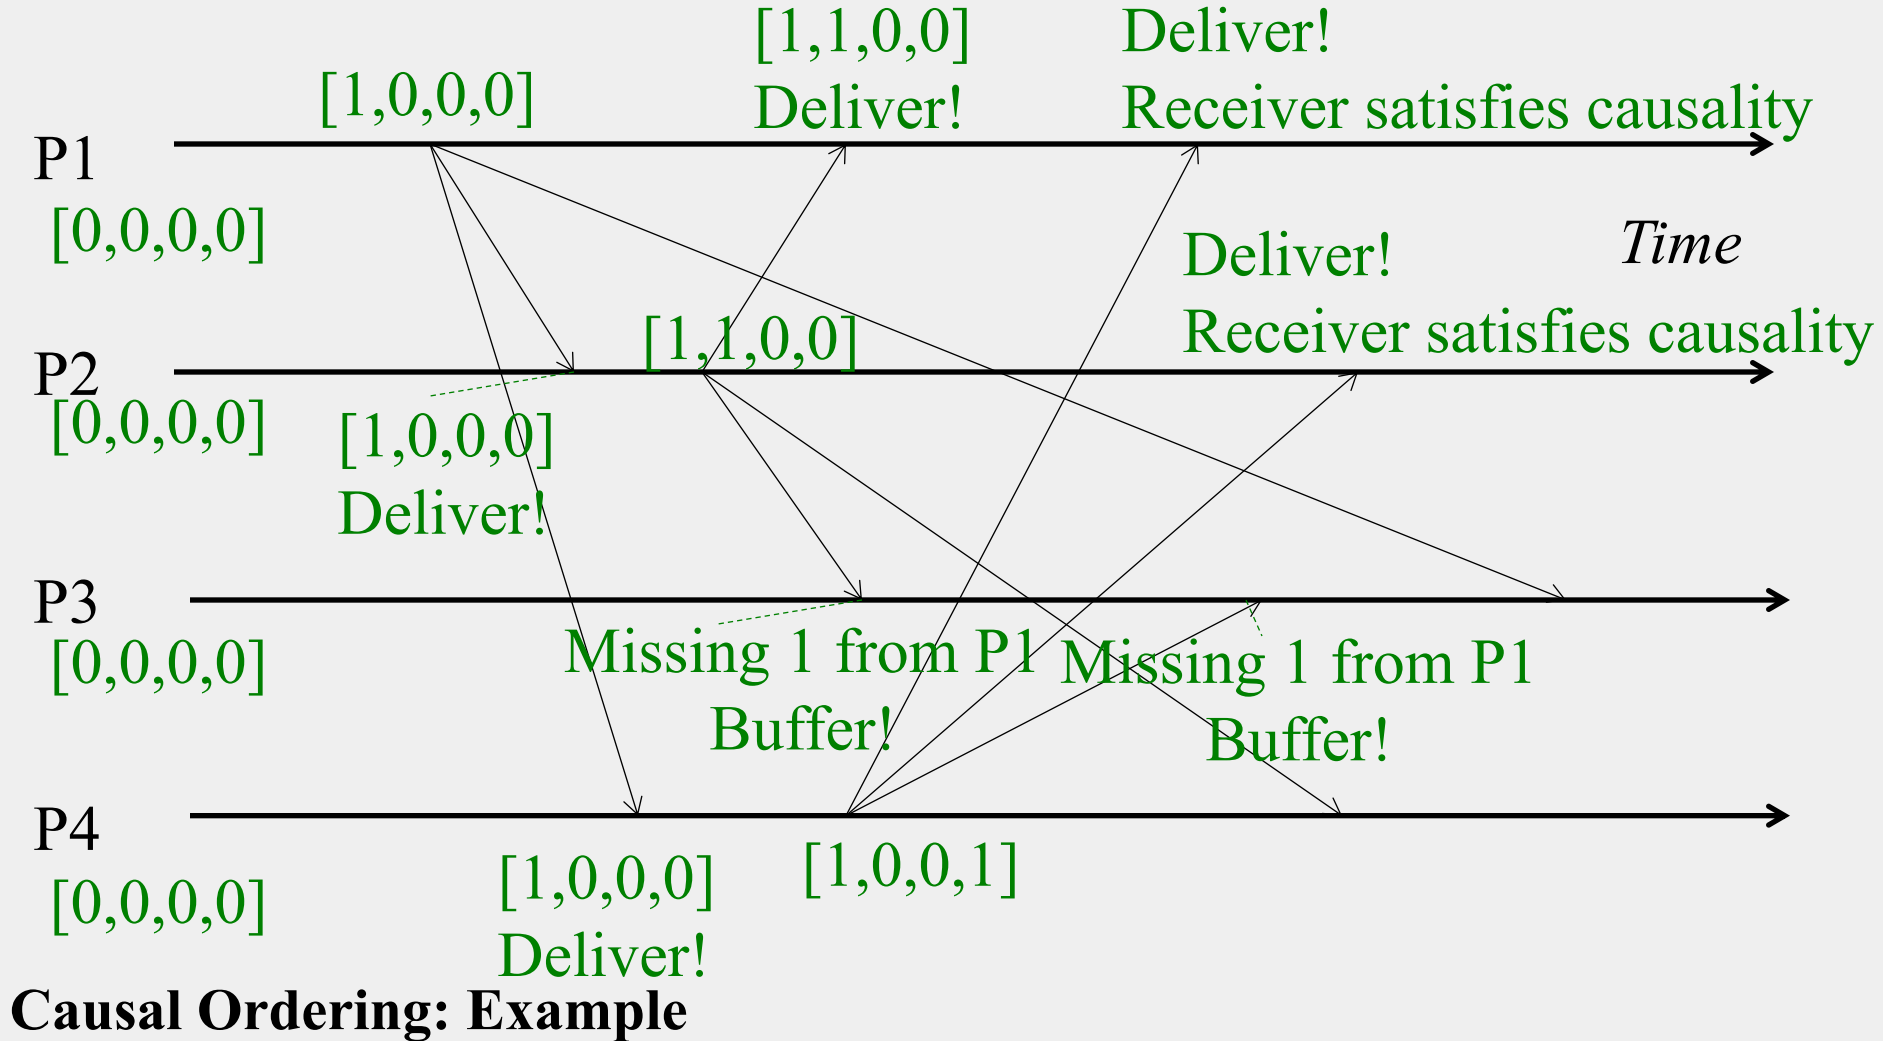 [1,1,0,0]
Deliver!
Deliver!
Receiver satisfies causality
[1,0,0,0]
P1
[0,0,0,0]
Time
Deliver!
Receiver satisfies causality
[1,1,0,0]
P2
[0,0,0,0]
[1,0,0,0]
Deliver!
P3
[0,0,0,0]
Missing 1 from P1
Buffer!
Missing 1 from P1
Buffer!
P4
[0,0,0,0]
[1,0,0,0]
Deliver!
[1,0,0,1]
Causal Ordering: Example